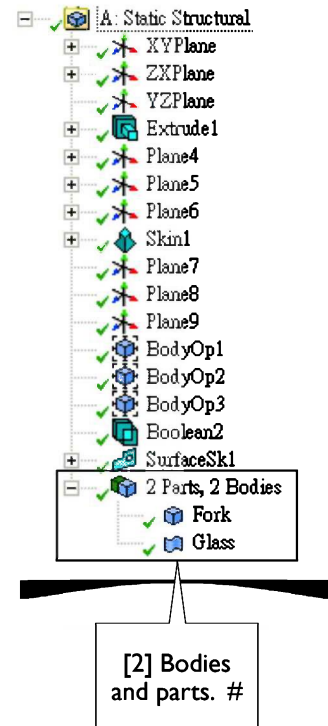 A: Static Structural
XYPlane
ZXPlane
YZPlane
Extrude1
Plane4
Plane5
Plane6
Skin1
Plane7
Plane8
Plane9
BodyOp1
BodyOp2
BodyOp3
Boolean2
SurfaceSk1
2 Parts, 2 Bodies
Fork
Glass
[2] Bodies
and parts. #